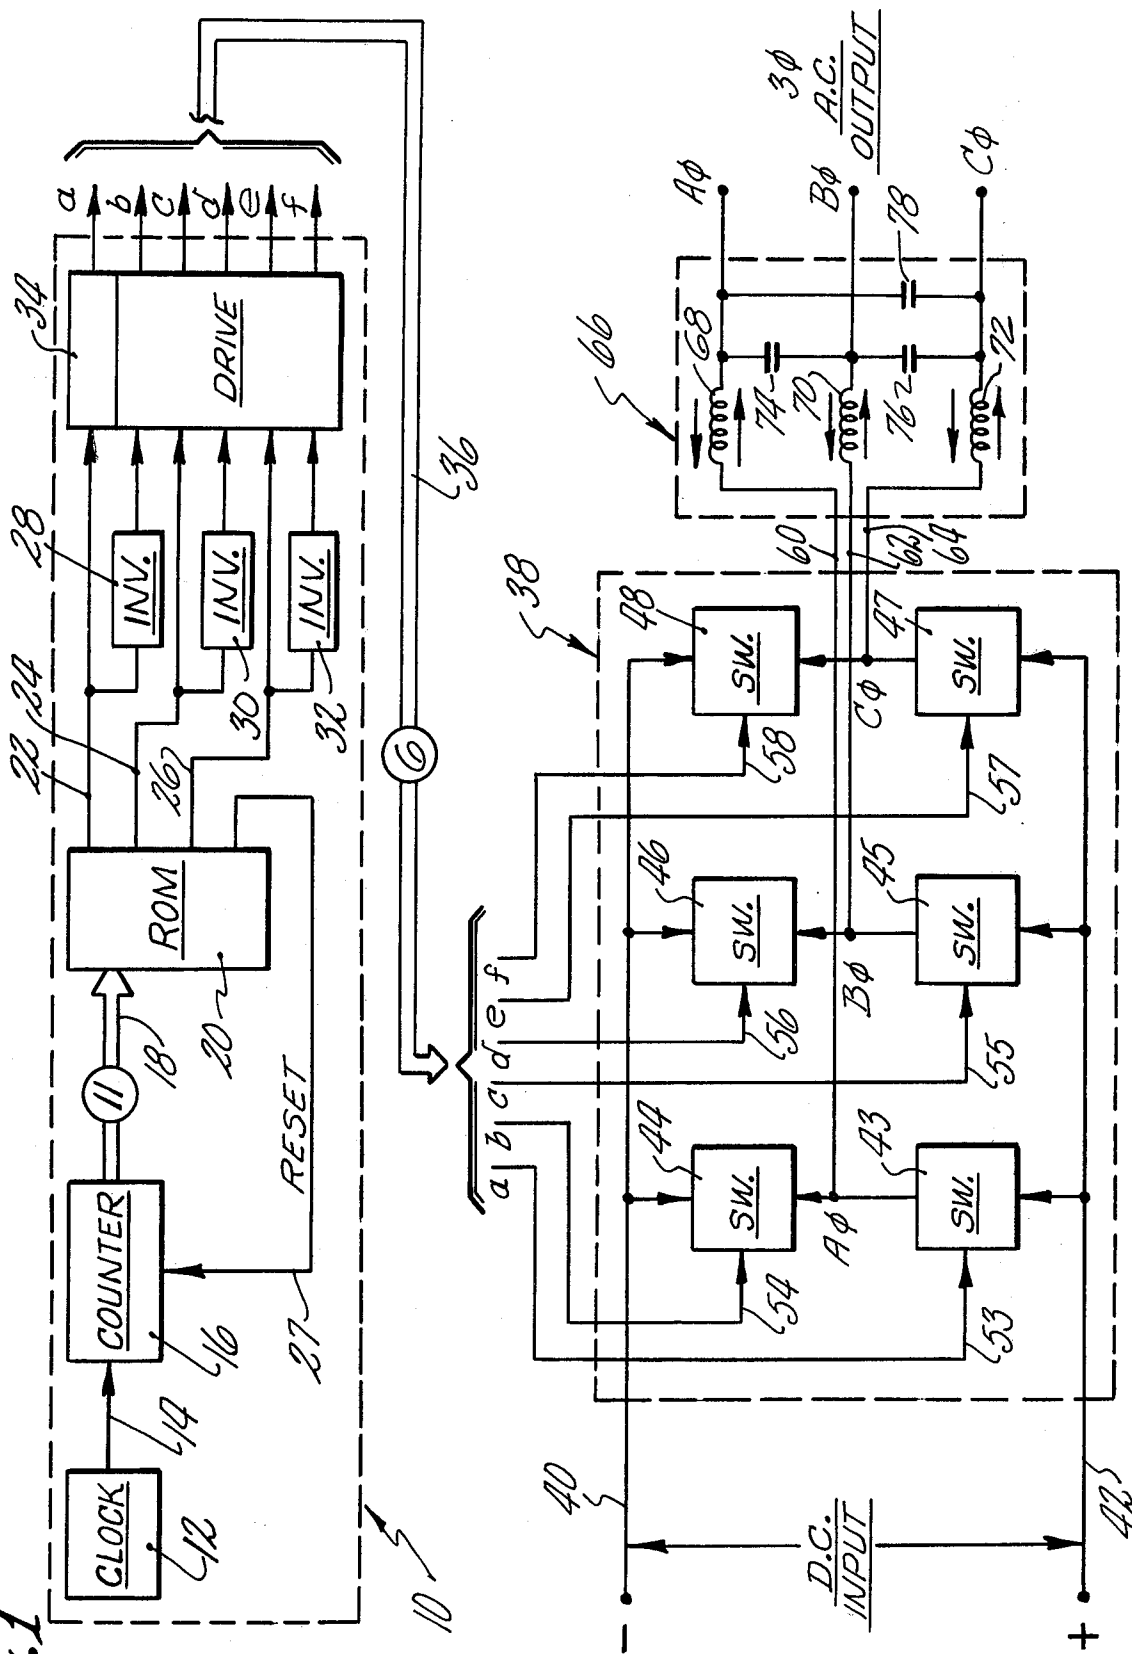 .1
10
CLOCK
12
14
COUNTER
16
11
18
ROM
20
RESET
27
22
24
26
INV.
28
INV.
30
INV.
32
34
DRIVE
a
b
c
d
e
f
36
6
a b c d e f
38
SW.
44
SW.
46
SW.
48
SW.
43
SW.
45
SW.
47
AΦ
BΦ
CΦ
53
54
55
56
57
58
60
62
64
40
42
-
+
D.C.
INPUT
66
68
70
72
74
76
78
AΦ
BΦ
CΦ
3Φ
A.C.
OUTPUT